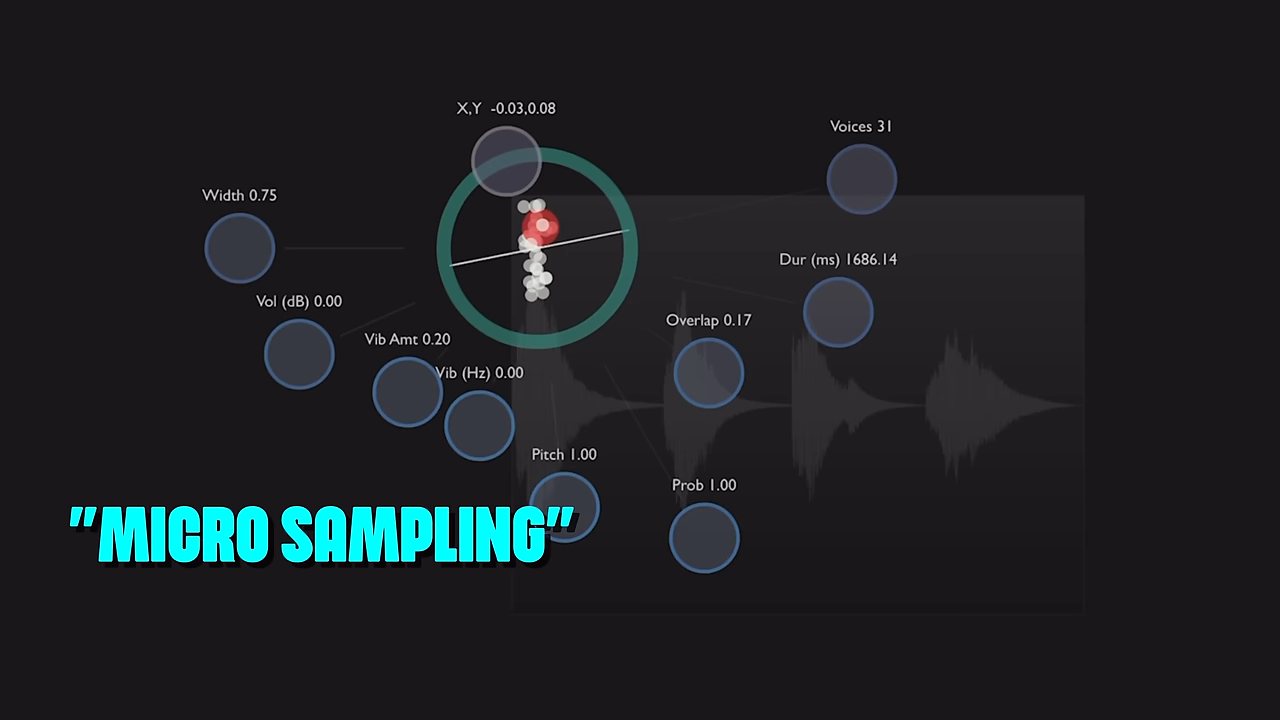 X,Y -0.03,0.08
Voices 31
Width 0.75
Dur (ms) 1686.14
Vol (dB) 0.00
Overlap 0.17
Vib Amt 0.20
Vib (Hz) 0.00
Pitch 1.00
Prob 1.00
"MICRO SAMPLING"